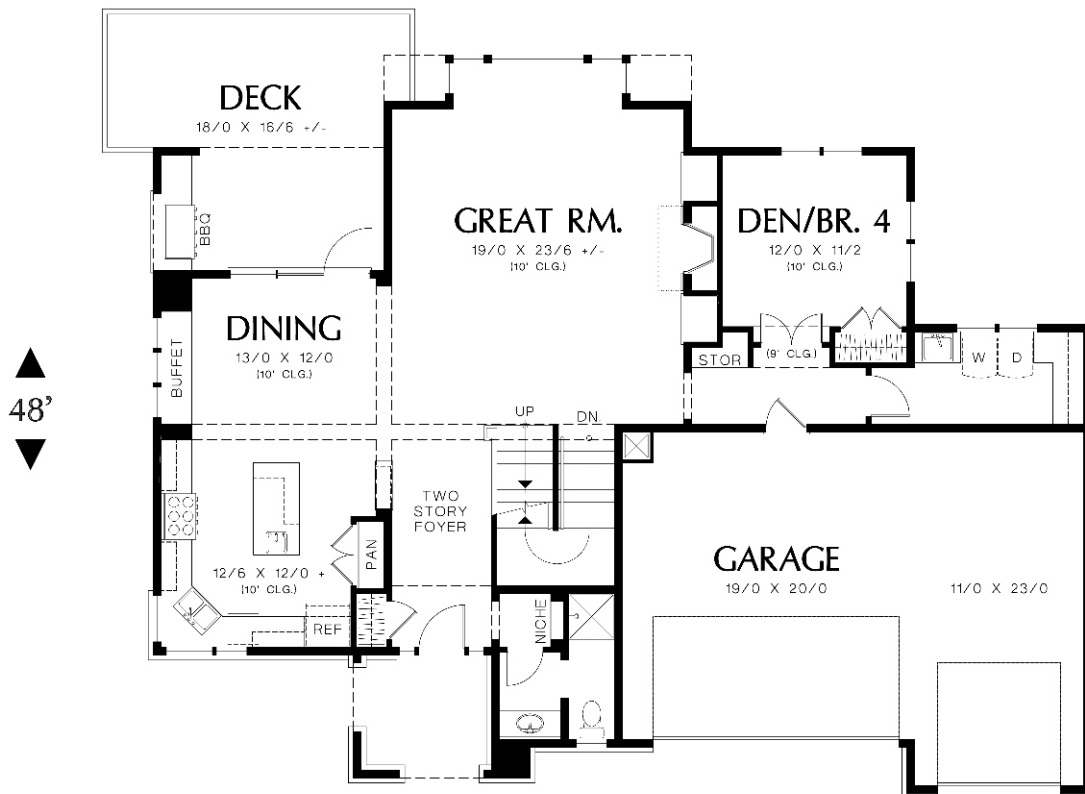 DECK
18/0 X 16/6 +/-
BBQ
GREAT RM.
19/0 X 23/6 +/-
(10' CLG.)
DEN/BR. 4
12/0 X 11/2
(10' CLG.)
DINING
13/0 X 12/0
(10' CLG.)
BUFFET
STOR
(9' CLG.)
W
D
48’
UP
DN.
TWO
STORY
FOYER
PAN
12/6 X 12/0 +
(10' CLG.)
REF
NICHE
GARAGE
19/0 X 20/0
11/0 X 23/0